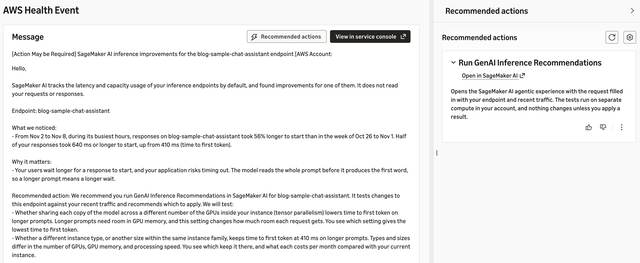 AWS Health Event
Message
Recommended actions
View in service console
[Action May be Required] SageMaker AI inference improvements for the blog-sample-chat-assistant endpoint [AWS Account:
Hello,
SageMaker AI tracks the latency and capacity usage of your inference endpoints by default, and found improvements for one of them. It does not
read your requests or responses.
Endpoint: blog-sample-chat-assistant
What we noticed:
- From Nov 2 to Nov 8, during its busiest hours, responses on blog-sample-chat-assistant took 56% longer to start than in the week of Oct 26 to Nov 1. Half
of your responses took 640 ms or longer to start, up from 410 ms (time to first token).
Why it matters:
- Your users wait longer for a response to start, and your application risks timing out. The model reads the whole prompt before it produces the first word,
so a longer prompt means a longer wait.
Recommended action: We recommend you run GenAI Inference Recommendations in SageMaker AI for blog-sample-chat-assistant. It tests changes to
this endpoint against your recent traffic and recommends which to apply. We will test:
- Whether sharing each copy of the model across a different number of the GPUs inside your instance (tensor parallelism) lowers time to first token on
longer prompts. Longer prompts need room in GPU memory, and this setting changes how much room each request gets. You see which setting gives the
lowest time to first token.
- Whether a different instance type, or another size within the same instance family, keeps time to first token at 410 ms on longer prompts. Types and sizes
differ in the number of GPUs, GPU memory, and processing speed. You see which keep it there, and what each costs per month compared with your current
instance.
Recommended actions
Recommended actions
Run GenAI Inference Recommendations
Open in SageMaker AI
Opens the SageMaker AI agentic experience with the request filled
in with your endpoint and recent traffic. The tests run on separate
compute in your account, and nothing changes unless you apply a
result.